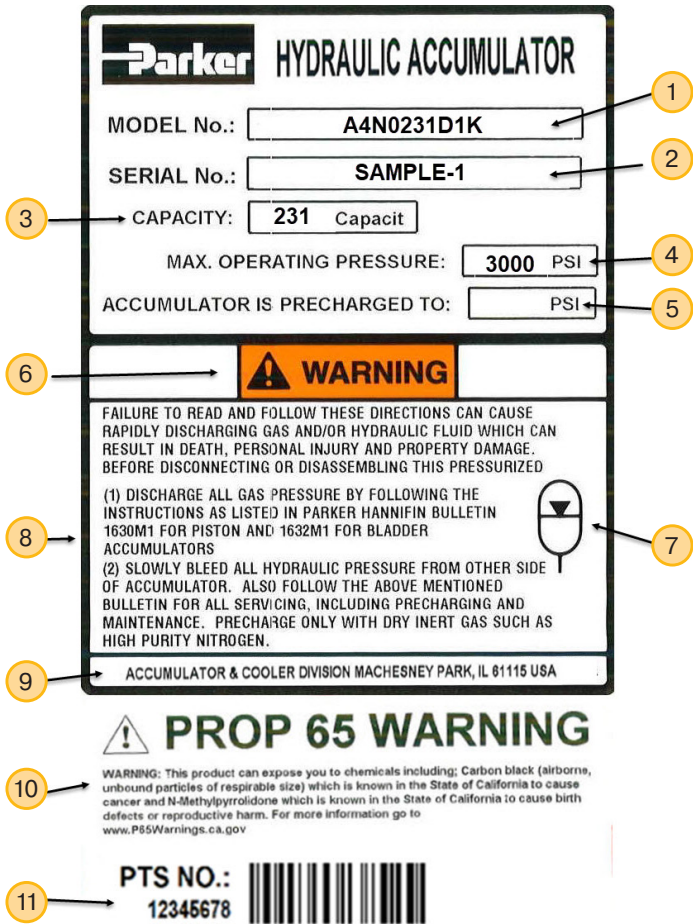 Parker HYDRAULIC ACCUMULATOR
1
MODEL No.: A4N0231D1K
2
SERIAL No.: SAMPLE-1
3 CAPACITY: 231 Capacit
4
MAX. OPERATING PRESSURE: 3000 PSI
ACCUMULATOR IS PRECHARGED TO: PSI 5
6 WARNING
FAILURE TO READ AND FOLLOW THESE DIRECTIONS CAN CAUSE
RAPIDLY DISCHARGING GAS AND/OR HYDRAULIC FLUID WHICH CAN
RESULT IN DEATH, PERSONAL INJURY AND PROPERTY DAMAGE.
BEFORE DISCONNECTING OR DISASSEMBLING THIS PRESSURIZED
(1) DISCHARGE ALL GAS PRESSURE BY FOLLOWING THE
INSTRUCTIONS AS LISTED IN PARKER HANNIFIN BULLETIN
8 1630M1 FOR PISTON AND 1632M1 FOR BLADDER 7
ACCUMULATORS
(2) SLOWLY BLEED ALL HYDRAULIC PRESSURE FROM OTHER SIDE
OF ACCUMULATOR. ALSO FOLLOW THE ABOVE MENTIONED
BULLETIN FOR ALL SERVICING, INCLUDING PRECHARGING AND
MAINTENANCE. PRECHARGE ONLY WITH DRY INERT GAS SUCH AS
HIGH PURITY NITROGEN.
9 ACCUMULATOR & COOLER DIVISION MACHESNEY PARK, IL 61115 USA
PROP 65 WARNING
WARNING: This product can expose you to chemicals including; Carbon black (airborne,
10 unbound particles of respirable size) which is known in the State of California to cause
cancer and N-Methylpyrrolidone which is known in the State of California to cause birth
defects or reproductive harm. For more information go to
www.P65Warnings.ca.gov
PTS NO.:
11 12345678